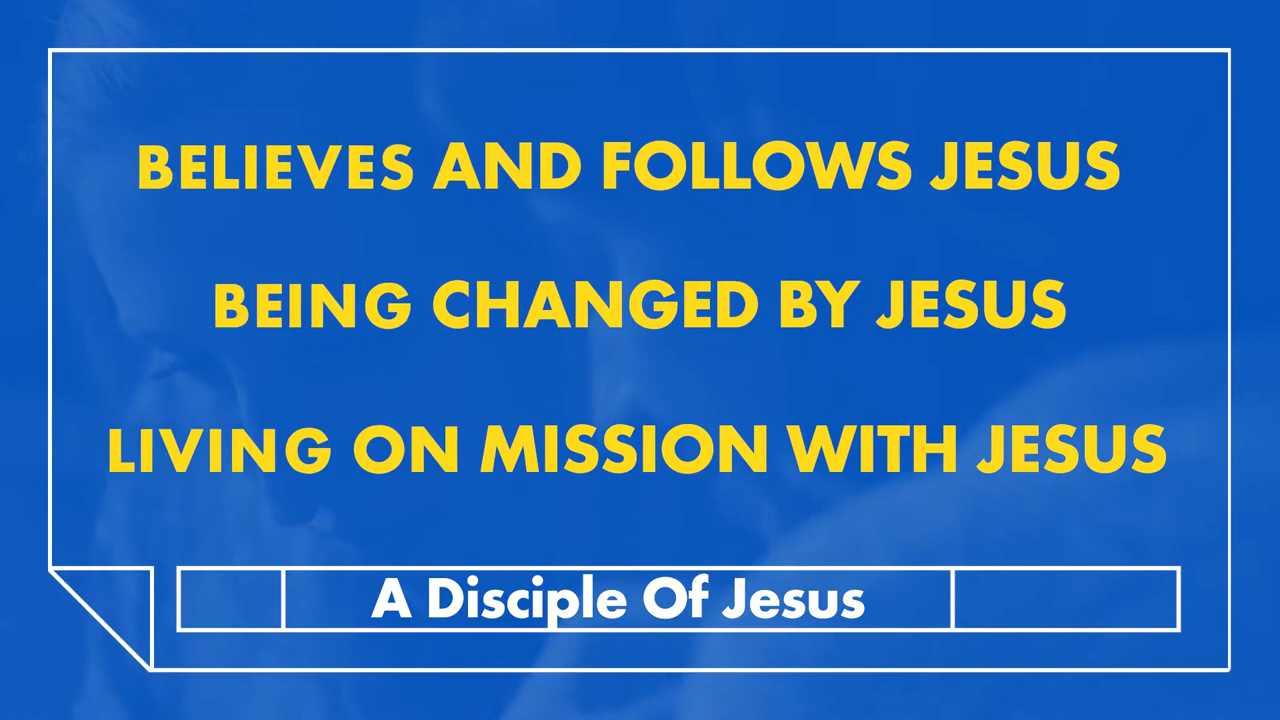 BELIEVES AND FOLLOWS JESUS
BEING CHANGED BY JESUS
LIVING ON MISSION WITH JESUS
A Disciple Of Jesus